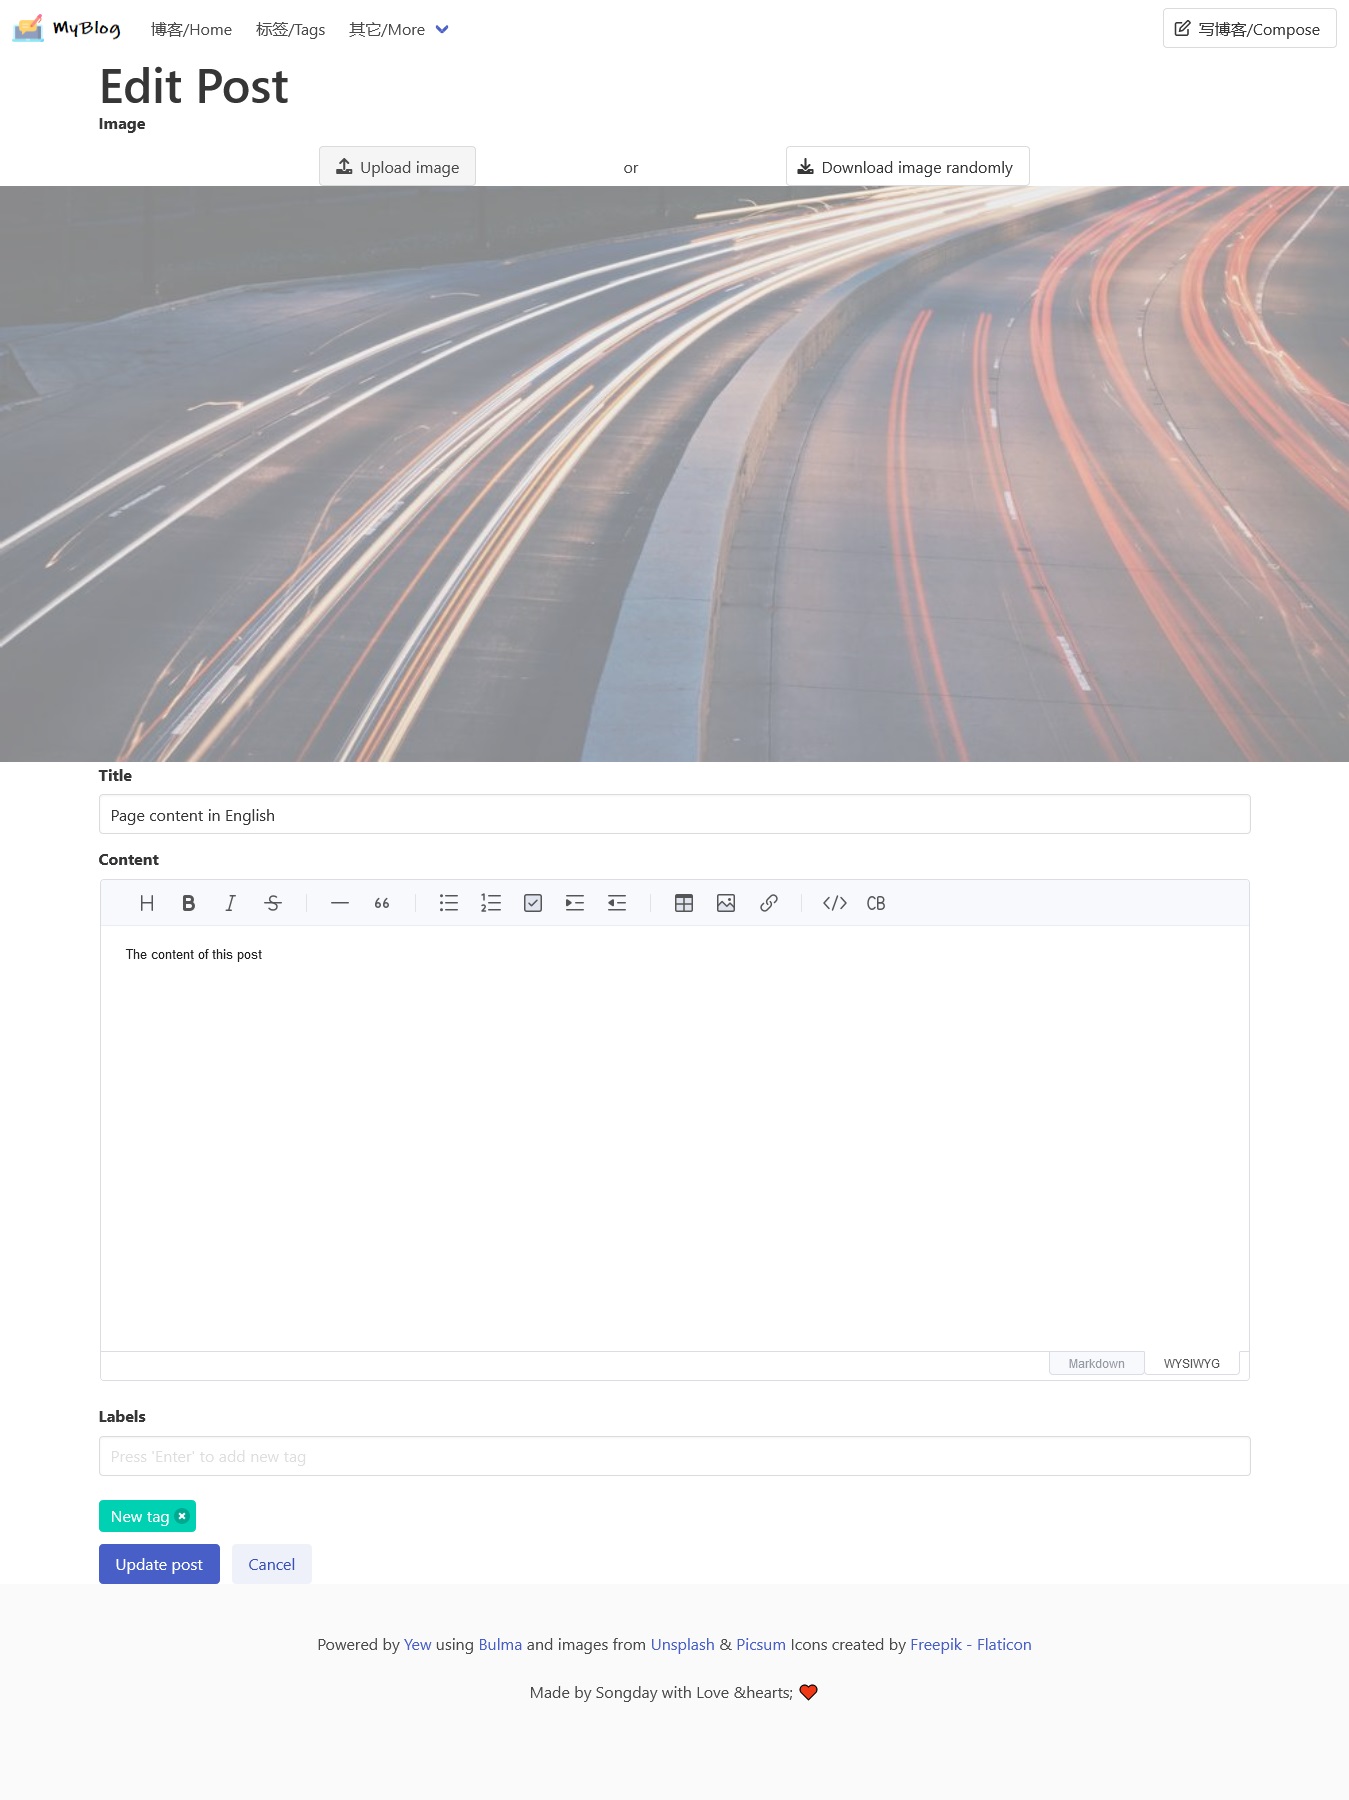 MyBlog 博客/Home 标签/Tags 其它/More 写博客/Compose
Edit Post
Image
Upload image or Download image randomly
Title
Page content in English
Content
H B I S 66 1 2 </> CB
The content of this post
Markdown WYSIWYG
Labels
Press 'Enter' to add new tag
New tag
Update post Cancel
Powered by Yew using Bulma and images from Unsplash & Picsum Icons created by Freepik - Flaticon
Made by Songday with Love &hearts;